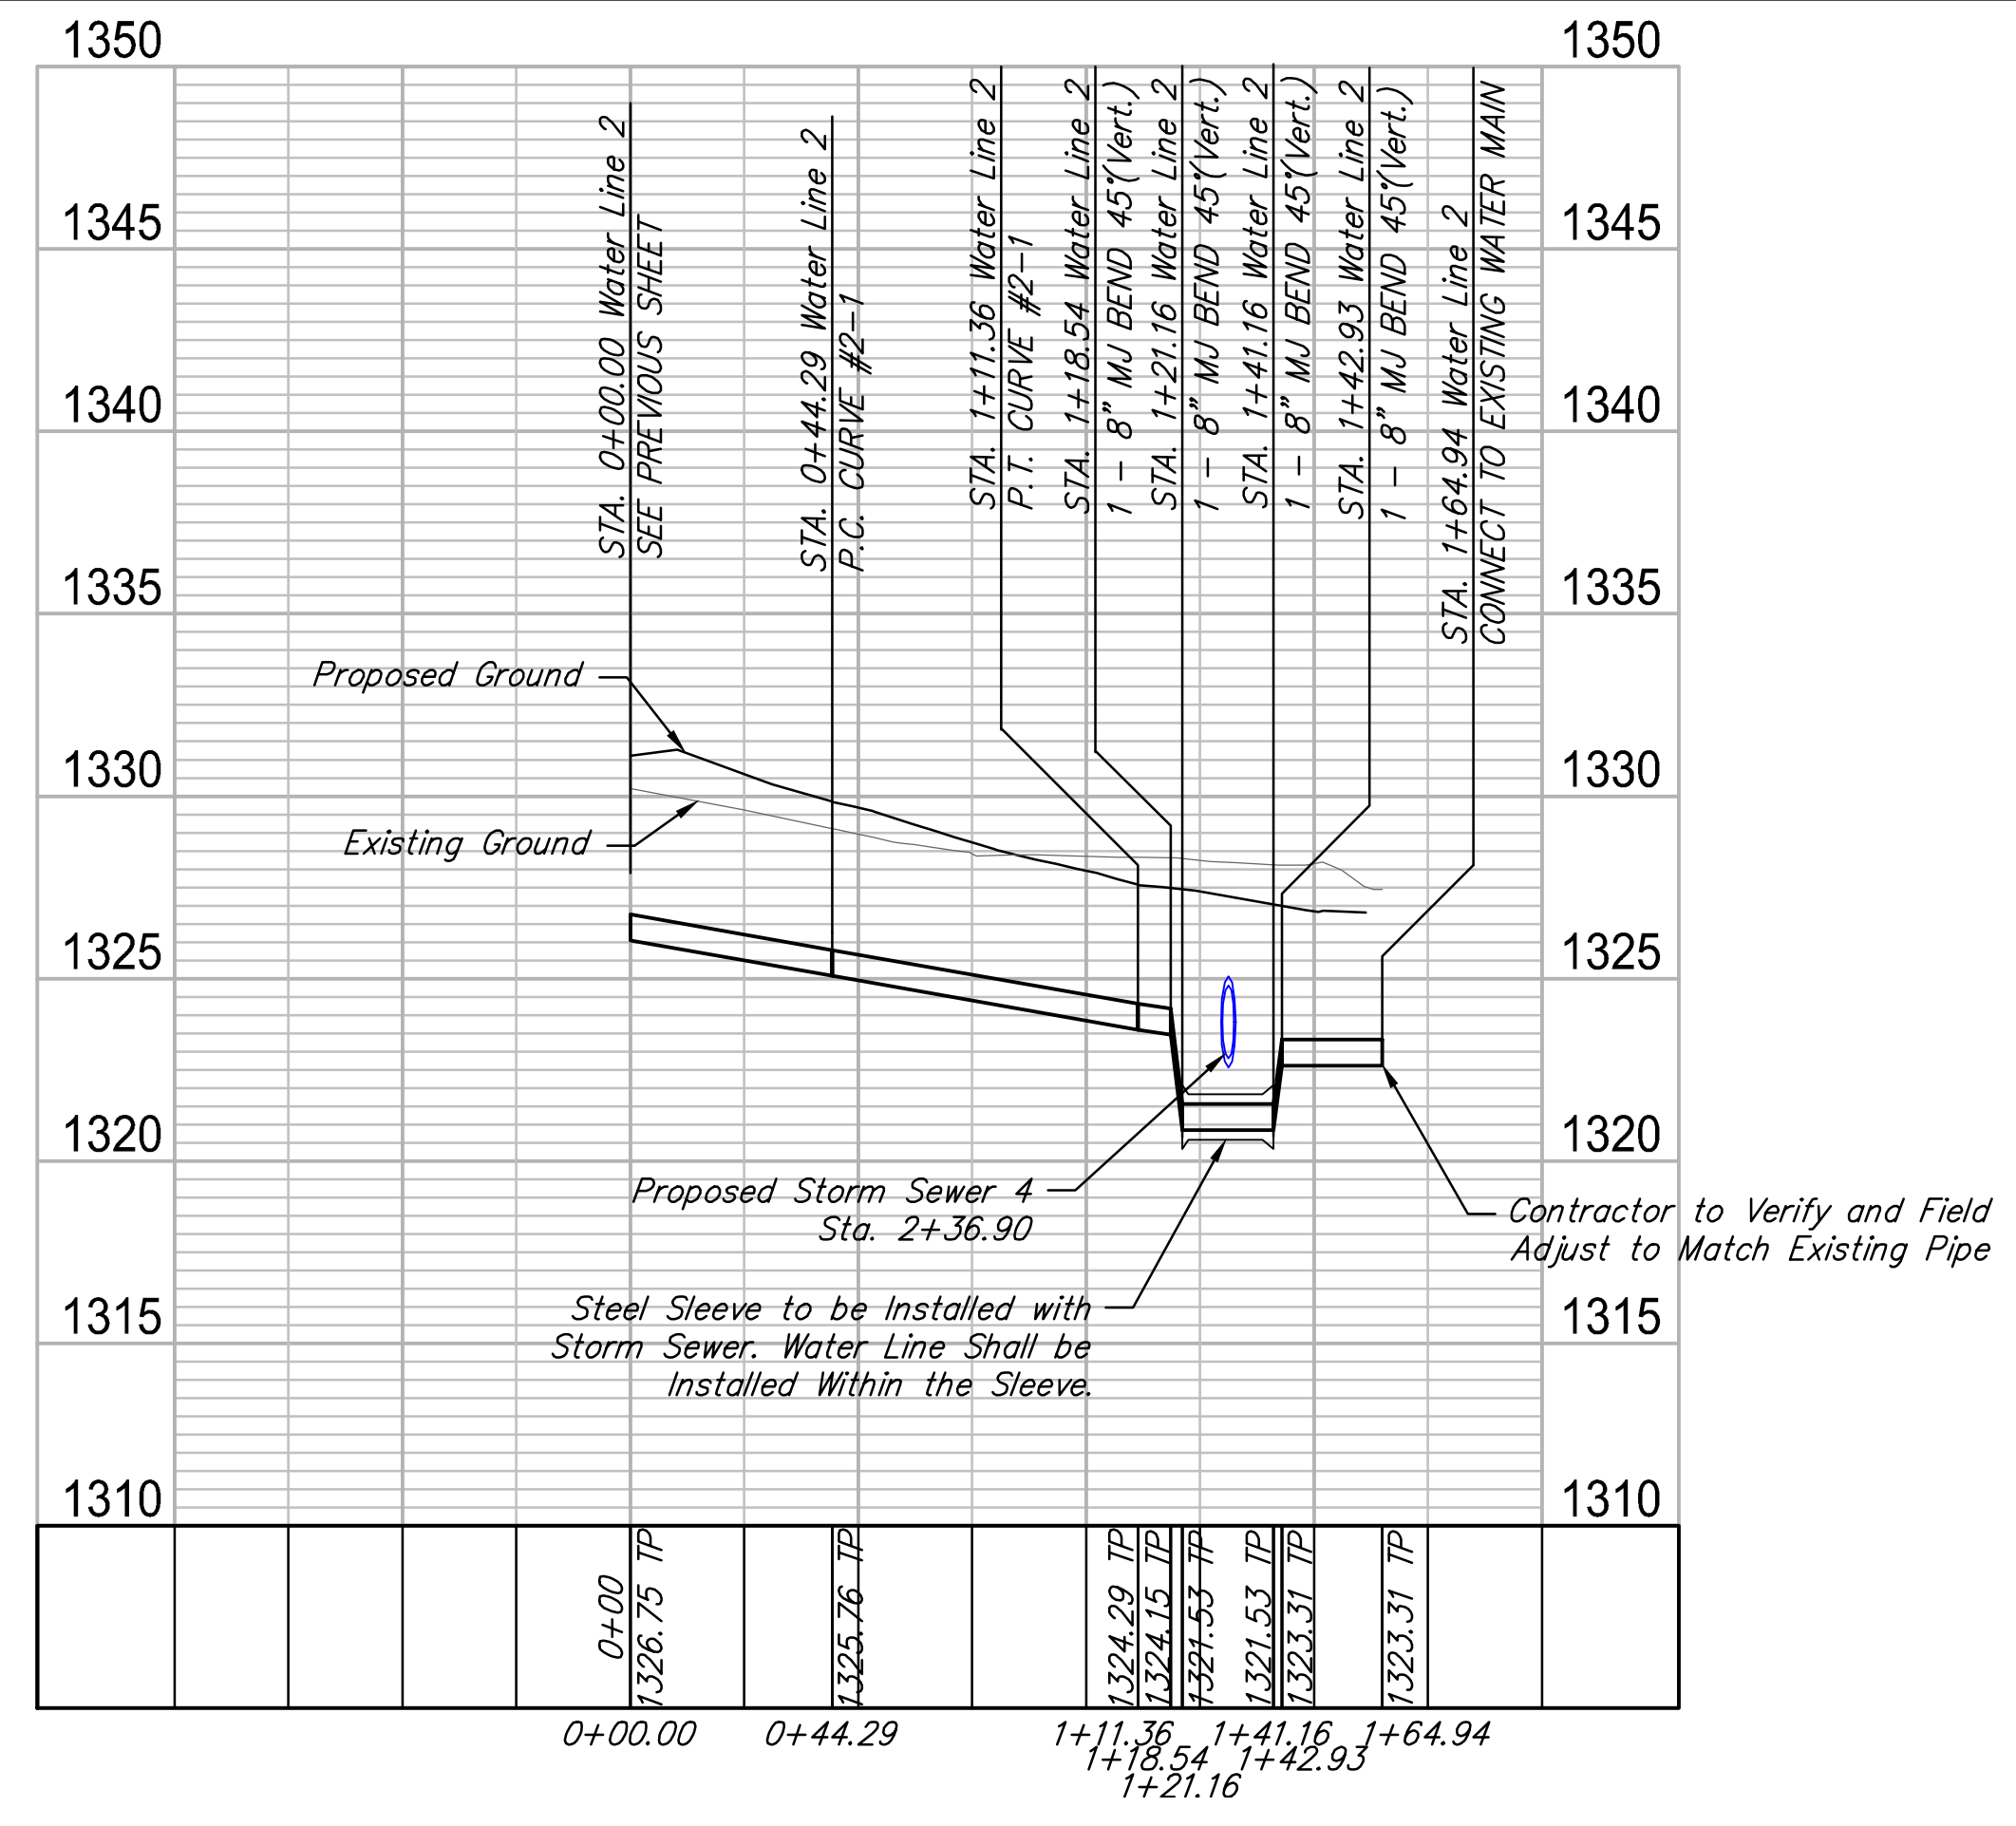 1350
1350
1345
1345
1340
1340
1335
1335
1330
1330
1325
1325
1320
1320
1315
1315
1310
1310
STA. 0+00.00 Water Line 2
SEE PREVIOUS SHEET
STA. 0+44.29 Water Line 2
P.C. CURVE #2-1
STA. 1+11.36 Water Line 2
P.T. CURVE #2-1
STA. 1+18.54 Water Line 2
1 - 8" MJ BEND 45°(Vert.)
STA. 1+21.16 Water Line 2
1 - 8" MJ BEND 45°(Vert.)
STA. 1+41.16 Water Line 2
1 - 8" MJ BEND 45°(Vert.)
STA. 1+42.93 Water Line 2
1 - 8" MJ BEND 45°(Vert.)
STA. 1+64.94 Water Line 2
CONNECT TO EXISTING WATER MAIN
Proposed Ground
Existing Ground
Proposed Storm Sewer 4
Sta. 2+36.90
Contractor to Verify and Field
Adjust to Match Existing Pipe
Steel Sleeve to be Installed with
Storm Sewer. Water Line Shall be
Installed Within the Sleeve.
0+00
1326.75 TP
1325.76 TP
1324.29 TP
1324.15 TP
1321.53 TP
1321.53 TP
1323.31 TP
1323.31 TP
0+00.00
0+44.29
1+11.36
1+41.16
1+64.94
1+18.54
1+42.93
1+21.16